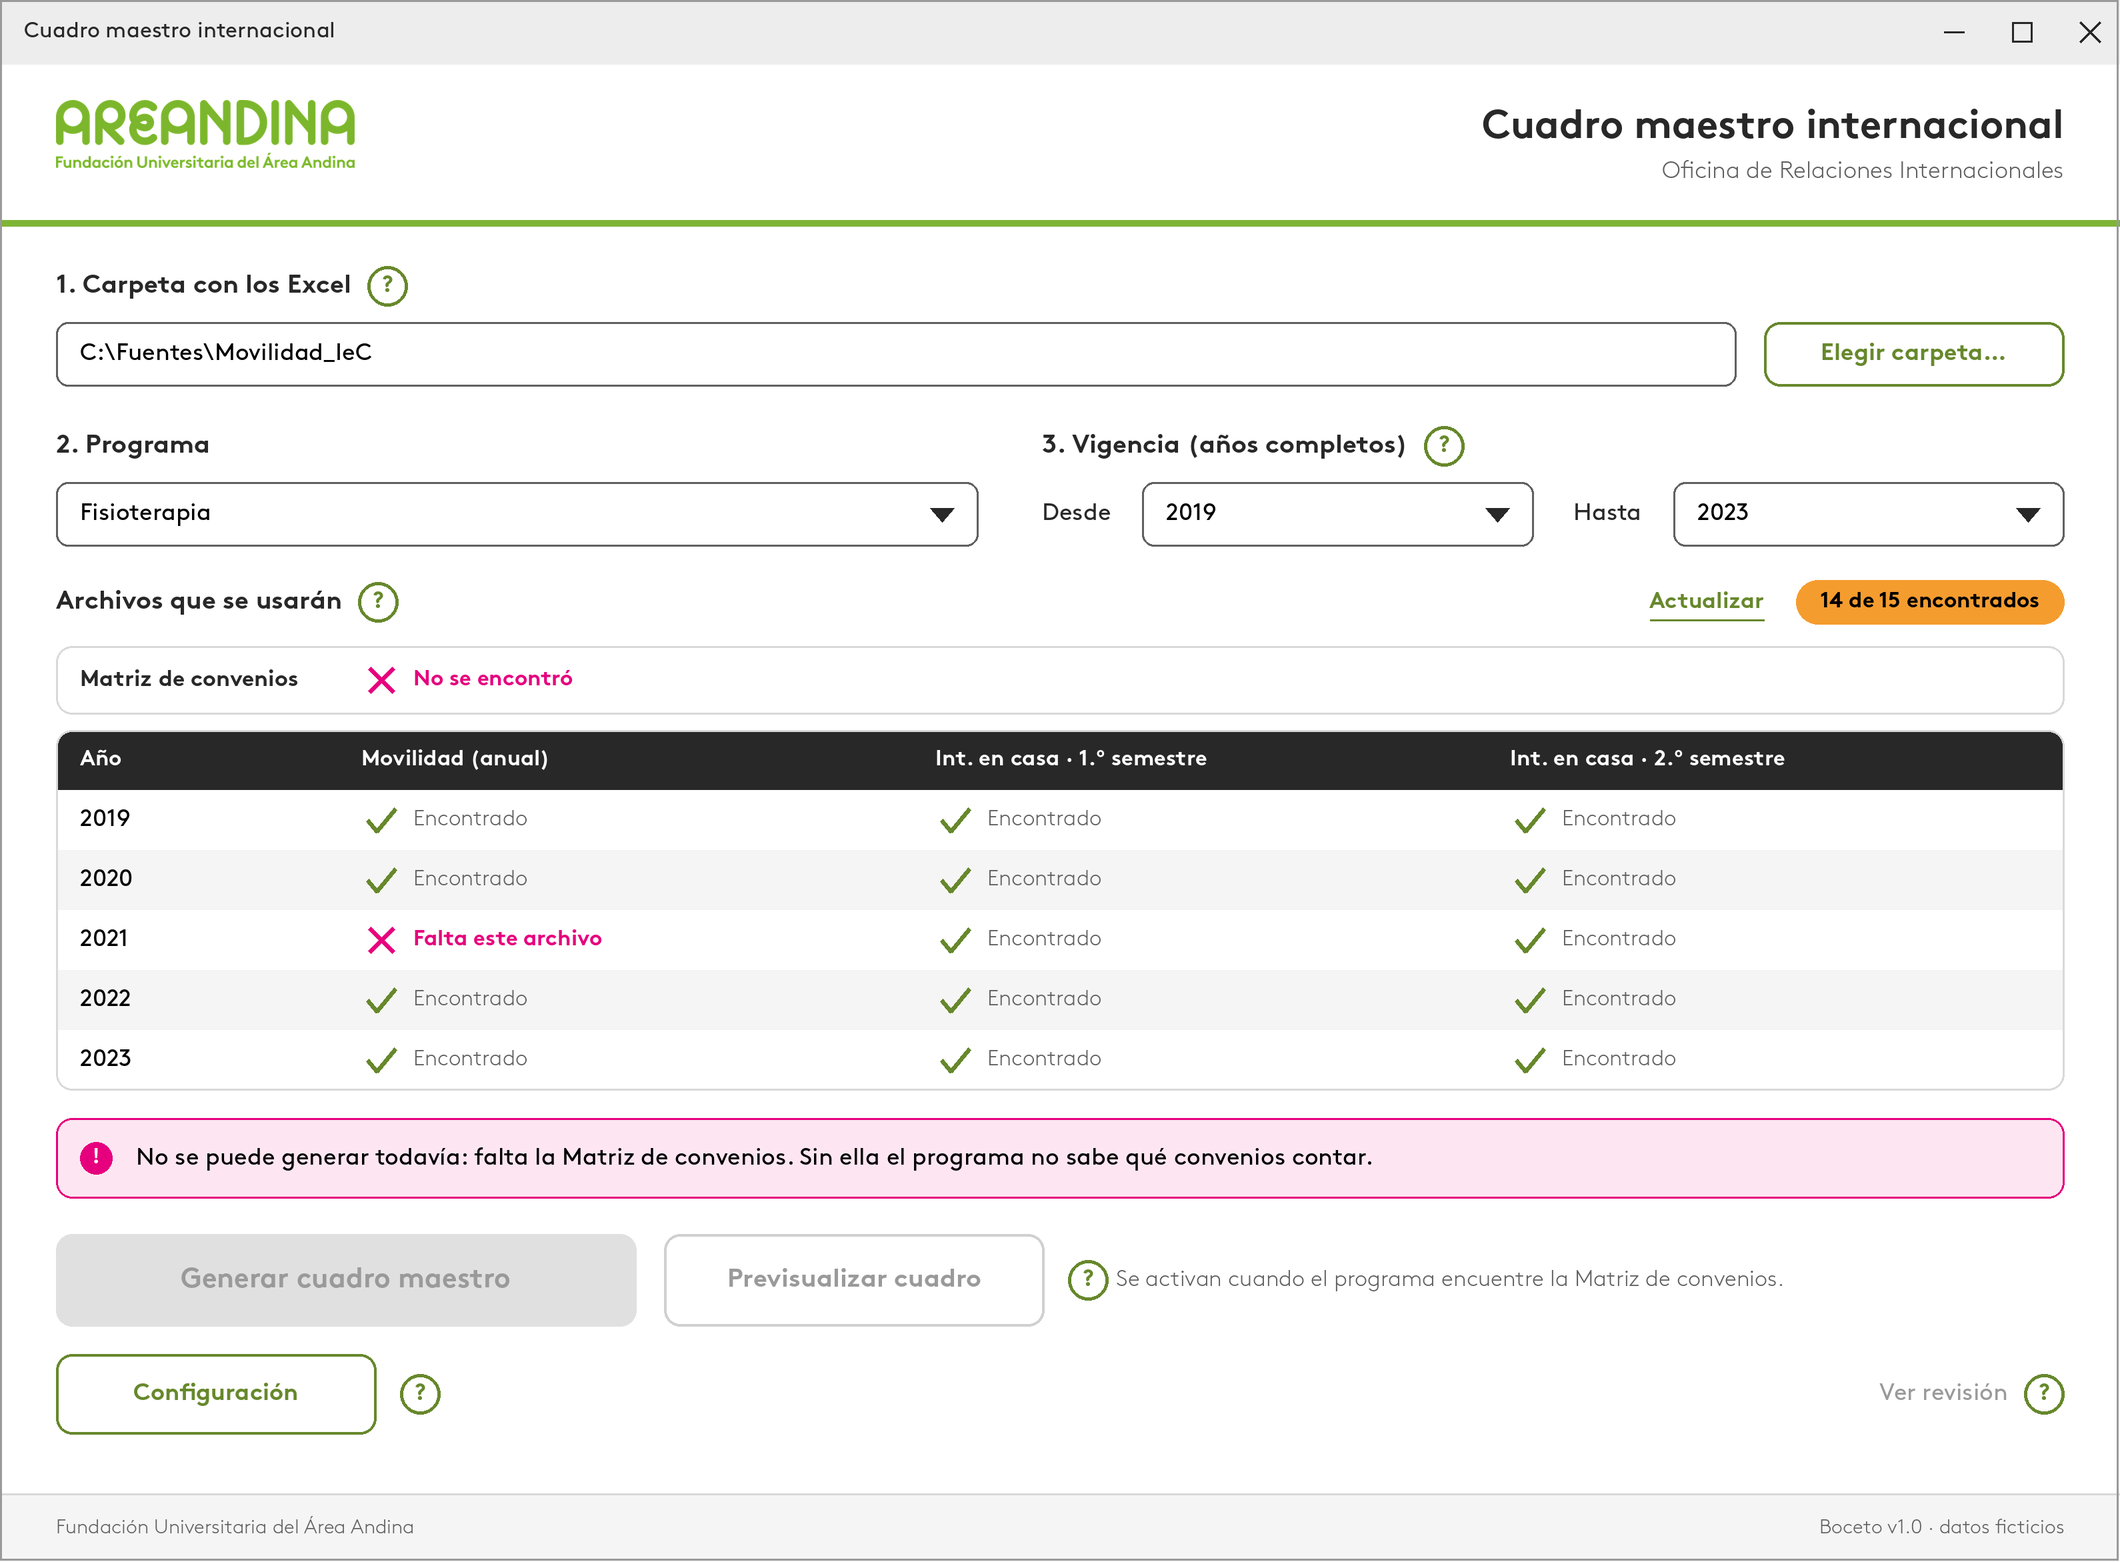 Cuadro maestro internacional
AREANDINA
Fundación Universitaria del Área Andina
Cuadro maestro internacional
Oficina de Relaciones Internacionales
1. Carpeta con los Excel ?
C:\Fuentes\Movilidad_IeC
Elegir carpeta...
2. Programa
3. Vigencia (años completos) ?
Fisioterapia
Desde 2019 Hasta 2023
Archivos que se usarán ?
Actualizar
14 de 15 encontrados
Matriz de convenios No se encontró
Año Movilidad (anual) Int. en casa · 1.º semestre Int. en casa · 2.º semestre
2019 Encontrado Encontrado Encontrado
2020 Encontrado Encontrado Encontrado
2021 Falta este archivo Encontrado Encontrado
2022 Encontrado Encontrado Encontrado
2023 Encontrado Encontrado Encontrado
! No se puede generar todavía: falta la Matriz de convenios. Sin ella el programa no sabe qué convenios contar.
Generar cuadro maestro
Previsualizar cuadro
? Se activan cuando el programa encuentre la Matriz de convenios.
Configuración ?
Ver revisión ?
Fundación Universitaria del Área Andina
Boceto v1.0 · datos ficticios